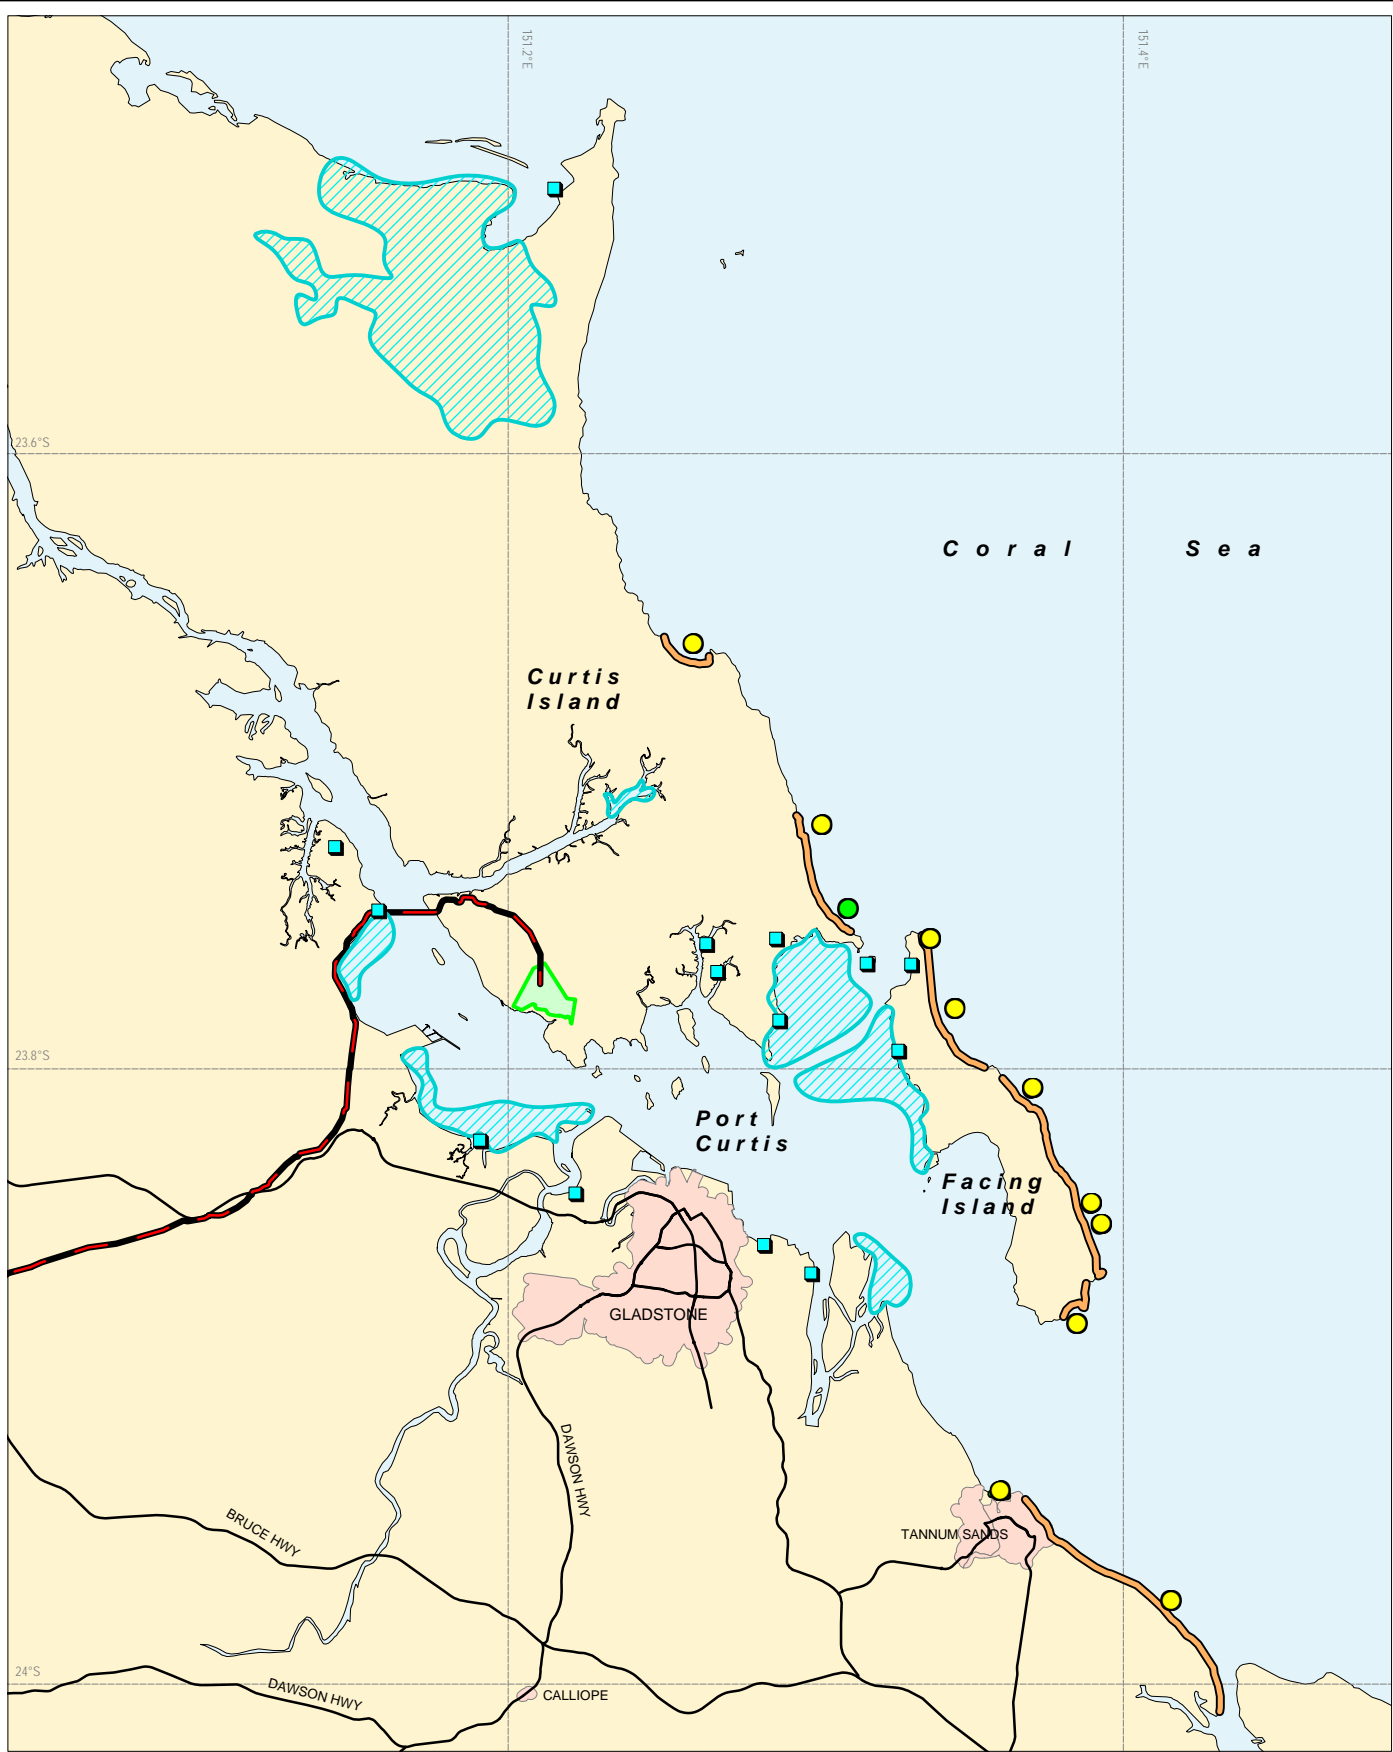 151.2°E
151.4°E
23.6°S
Coral Sea
Curtis
Island
23.8°S
Port
Curtis
Facing
Island
GLADSTONE
DAWSON HWY
BRUCE HWY
TANNUM SANDS
24°S
DAWSON HWY
CALLIOPE